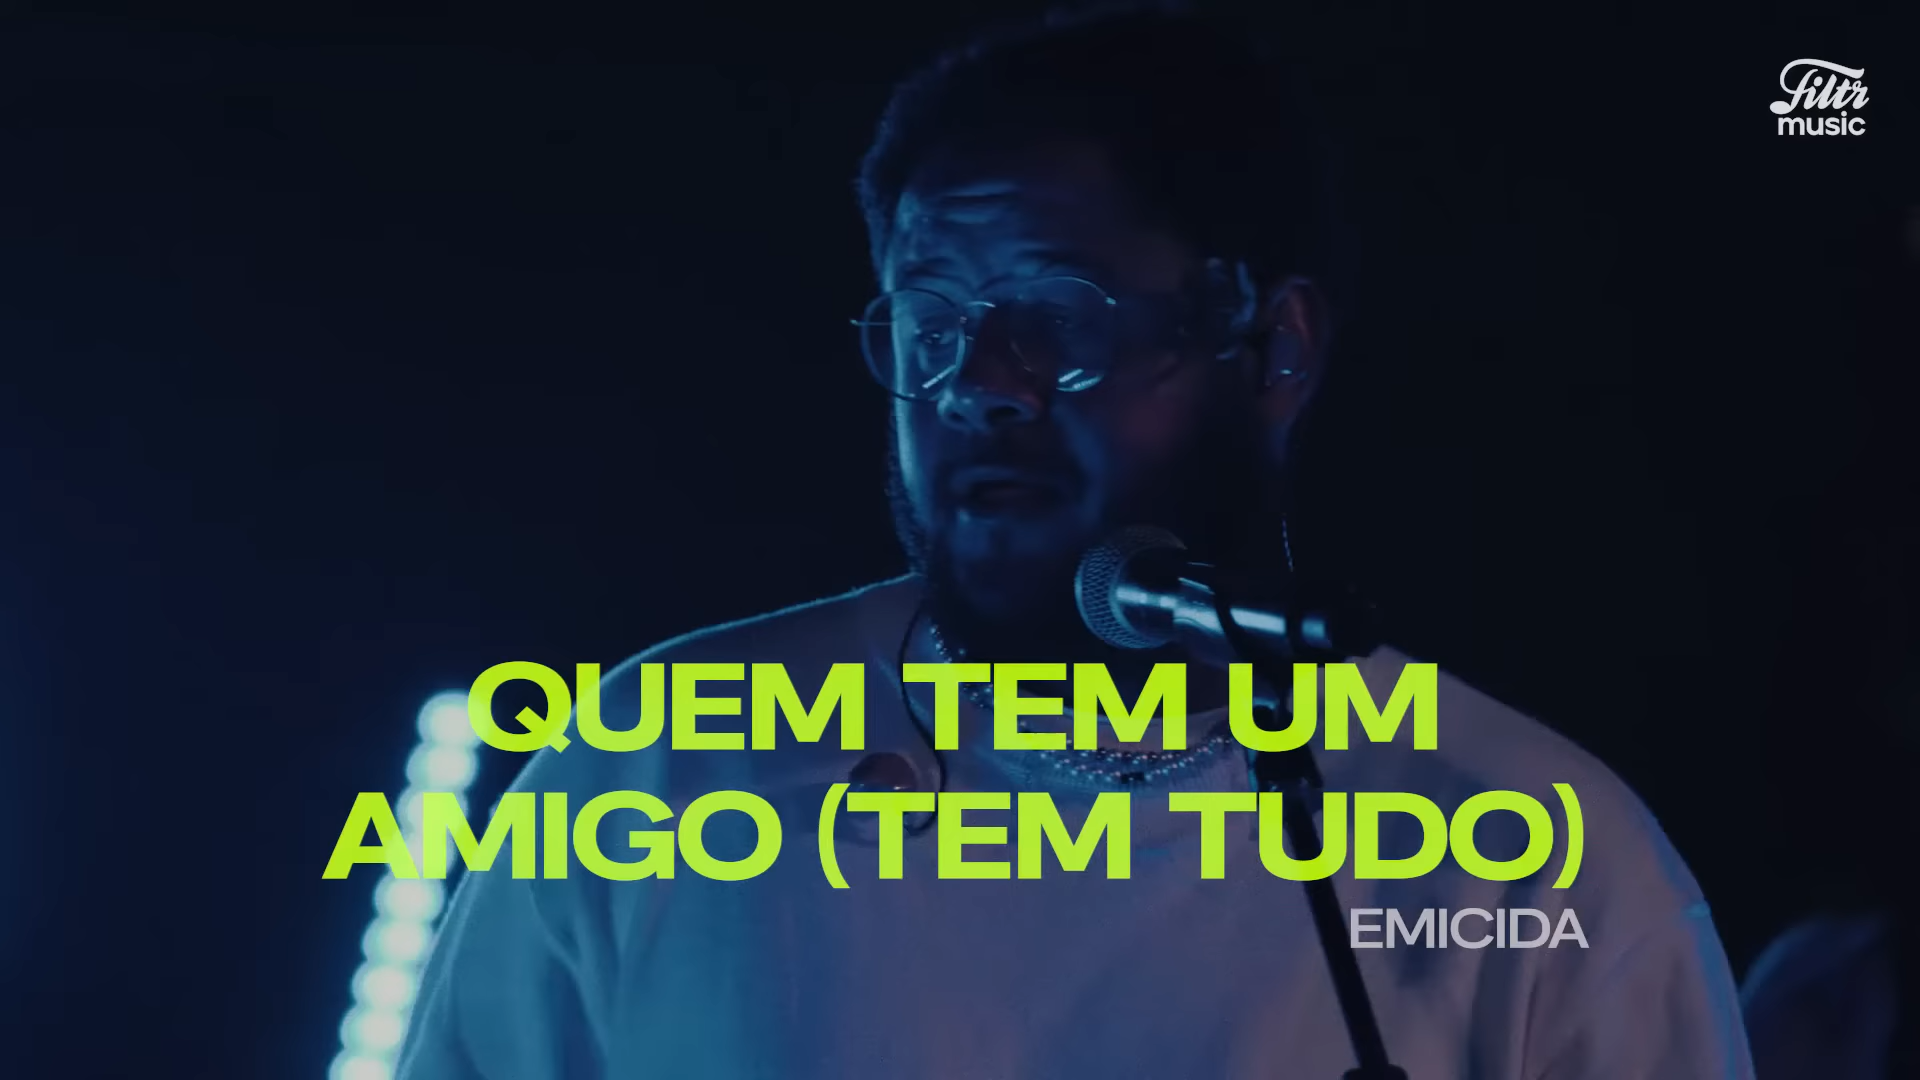 Filtr
music
QUEM TEM UM
AMIGO (TEM TUDO)
EMICIDA